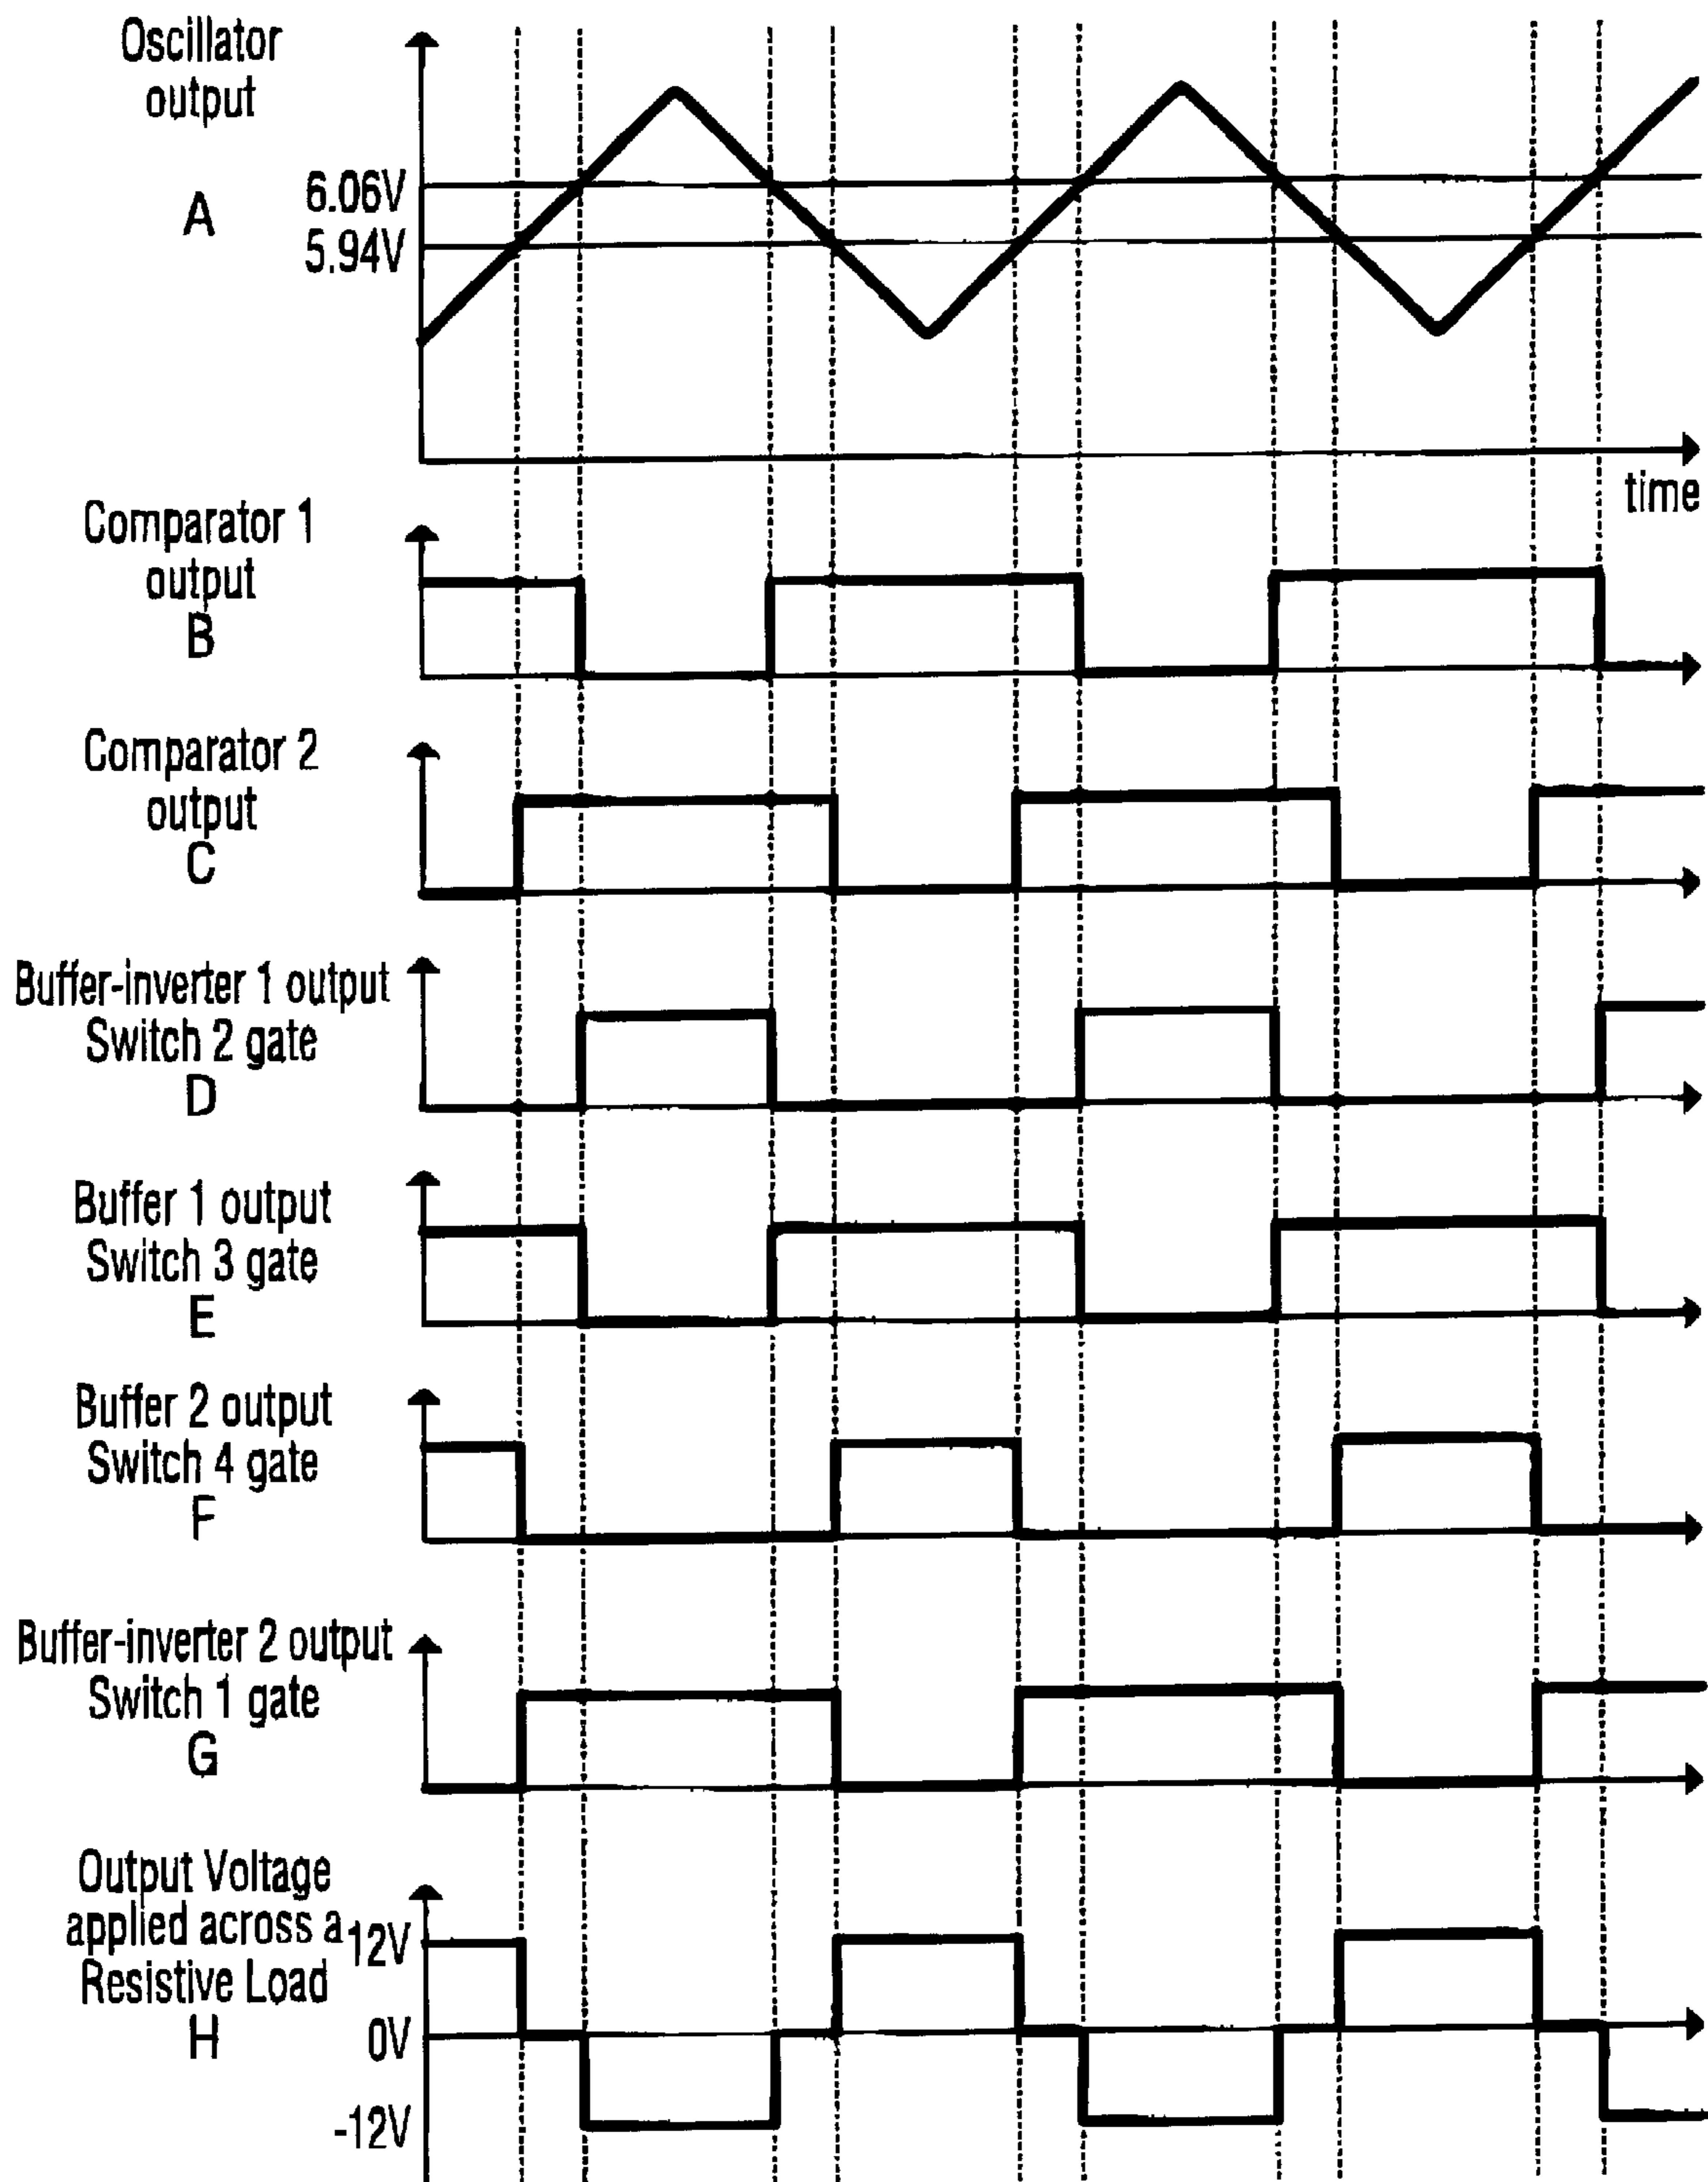 Oscillator
output
A
6.06V
5.94V
time
Comparator 1
output
B
Comparator 2
output
C
Buffer-inverter 1 output
Switch 2 gate
D
Buffer 1 output
Switch 3 gate
E
Buffer 2 output
Switch 4 gate
F
Buffer-inverter 2 output
Switch 1 gate
G
Output Voltage
applied across a
Resistive Load
H
12V
0V
-12V